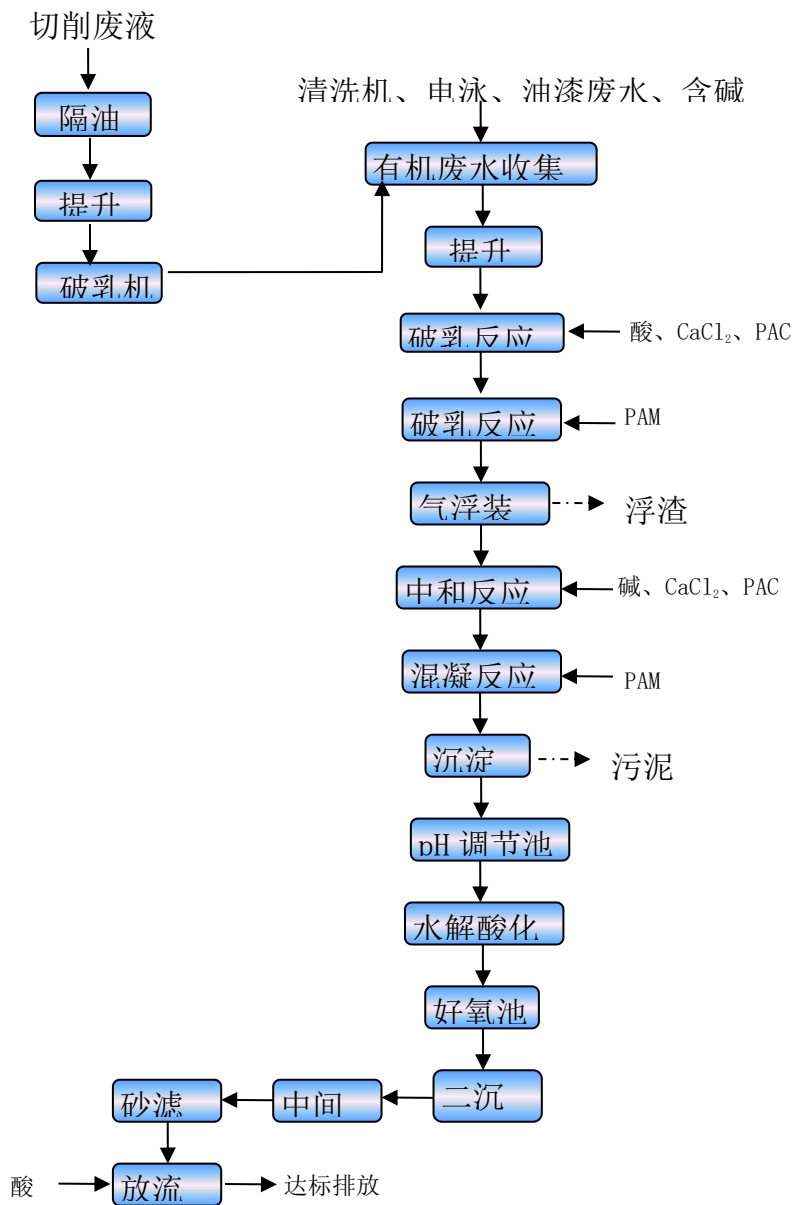 切削废液
隔油
提升
破乳机
清洗机、电泳、油漆废水、含碱
有机废水收集
提升
破乳反应
酸、CaCl₂、PAC
破乳反应
PAM
气浮装
浮渣
中和反应
碱、CaCl₂、PAC
混凝反应
PAM
沉淀
污泥
pH 调节池
水解酸化
好氧池
二沉
中间
砂滤
酸
放流
达标排放